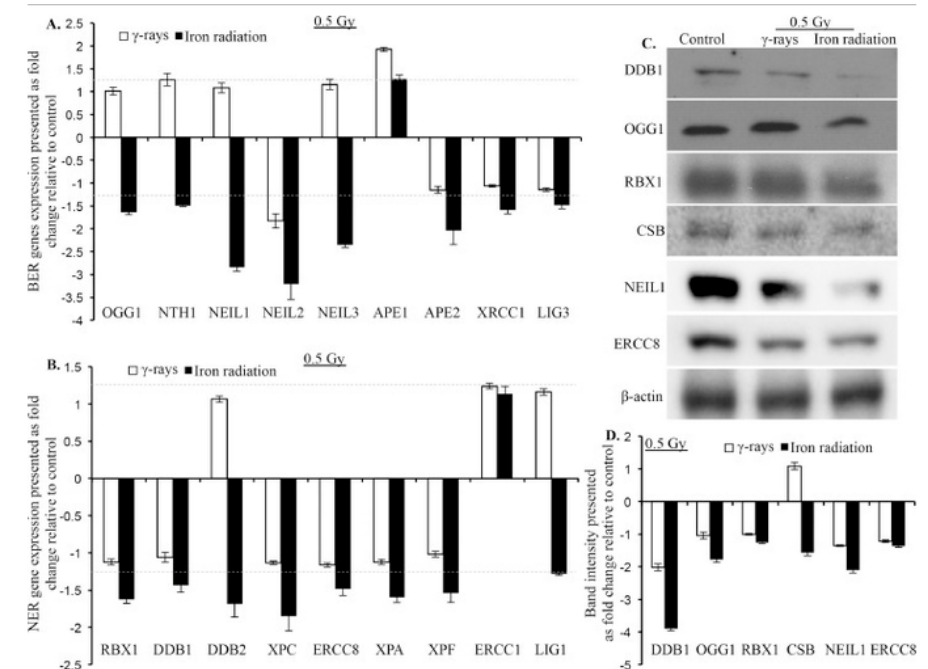 A.
BER genes expression presented as fold
change relative to control
2.5
2
1.5
1
0.5
0
-0.5
-1
-1.5
-2
-2.5
-3
-3.5
-4
γ-rays Iron radiation
0.5 Gy
OGG1 NTH1 NEIL1 NEIL2 NEIL3 APE1 APE2 XRCC1 LIG3
B.
NER gene expression presented as fold
change relative to control
1.5
1
0.5
0
-0.5
-1
-1.5
-2
-2.5
γ-rays Iron radiation
0.5 Gy
RBX1 DDB1 DDB2 XPC ERCC8 XPA XPF ERCC1 LIG1
C.
0.5 Gy
Control γ-rays Iron radiation
DDB1
OGG1
RBX1
CSB
NEIL1
ERCC8
β-actin
D.
Band intensity presented
as fold change relative to control
2
1
0
-1
-2
-3
-4
-5
0.5 Gy
γ-rays Iron radiation
DDB1 OGG1 RBX1 CSB NEIL1 ERCC8